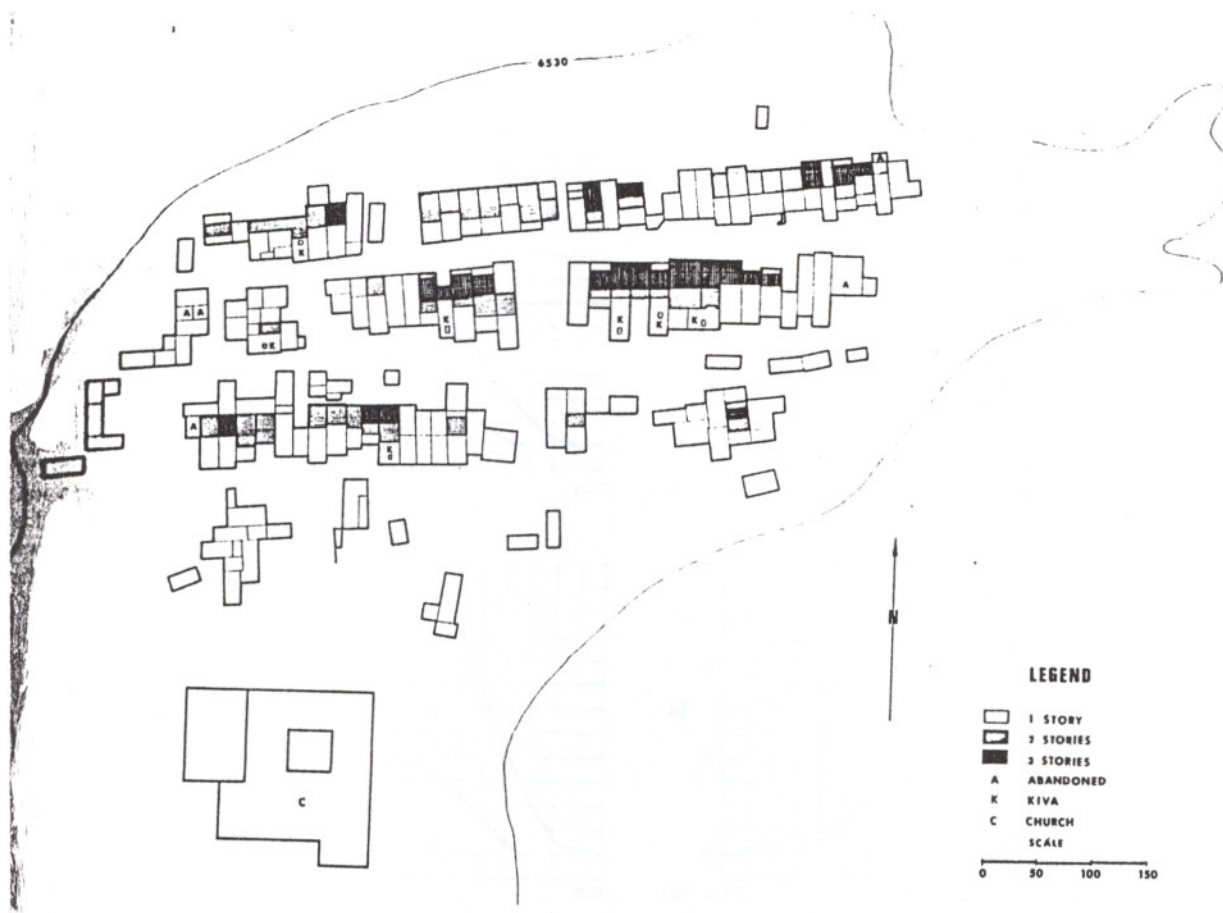 6530
A
K
A A
K
K
K
K
K
A
A
K
N
C
LEGEND
1 STORY
2 STORIES
3 STORIES
A ABANDONED
K KIVA
C CHURCH
SCALE
0 50 100 150